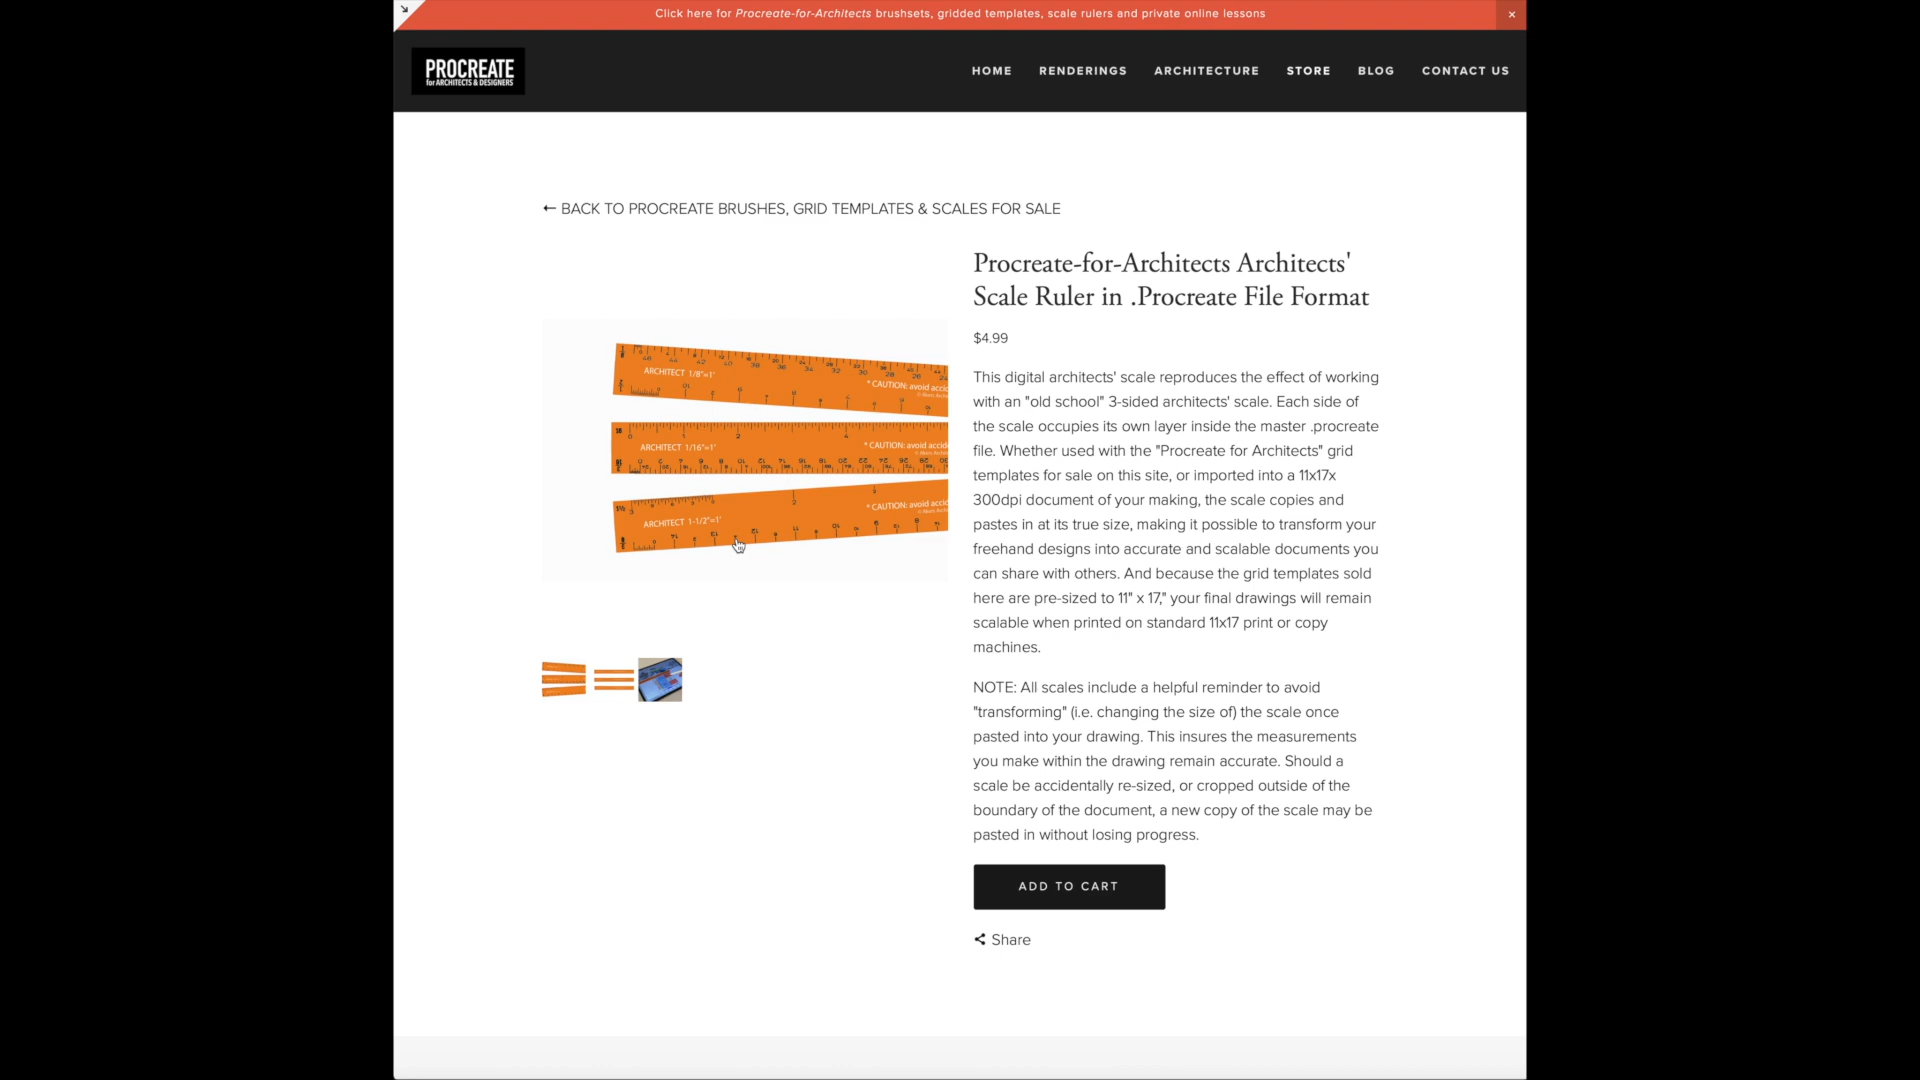 Click here for Procreate-for-Architects brushsets, gridded templates, scale rulers and private online lessons
×
PROCREATE
for ARCHITECTS & DESIGNERS
HOME
RENDERINGS
ARCHITECTURE
STORE
BLOG
CONTACT US
← BACK TO PROCREATE BRUSHES, GRID TEMPLATES & SCALES FOR SALE
ARCHITECT 1/8"=1'
* CAUTION: avoid accid
ARCHITECT 1/16"=1'
* CAUTION: avoid accid
ARCHITECT 1-1/2"=1'
* CAUTION: avoid accid
Procreate-for-Architects Architects'
Scale Ruler in .Procreate File Format
$4.99
This digital architects' scale reproduces the effect of working
with an "old school" 3-sided architects' scale. Each side of
the scale occupies its own layer inside the master .procreate
file. Whether used with the "Procreate for Architects" grid
templates for sale on this site, or imported into a 11x17x
300dpi document of your making, the scale copies and
pastes in at its true size, making it possible to transform your
freehand designs into accurate and scalable documents you
can share with others. And because the grid templates sold
here are pre-sized to 11" x 17," your final drawings will remain
scalable when printed on standard 11x17 print or copy
machines.
NOTE: All scales include a helpful reminder to avoid
"transforming" (i.e. changing the size of) the scale once
pasted into your drawing. This insures the measurements
you make within the drawing remain accurate. Should a
scale be accidentally re-sized, or cropped outside of the
boundary of the document, a new copy of the scale may be
pasted in without losing progress.
ADD TO CART
Share